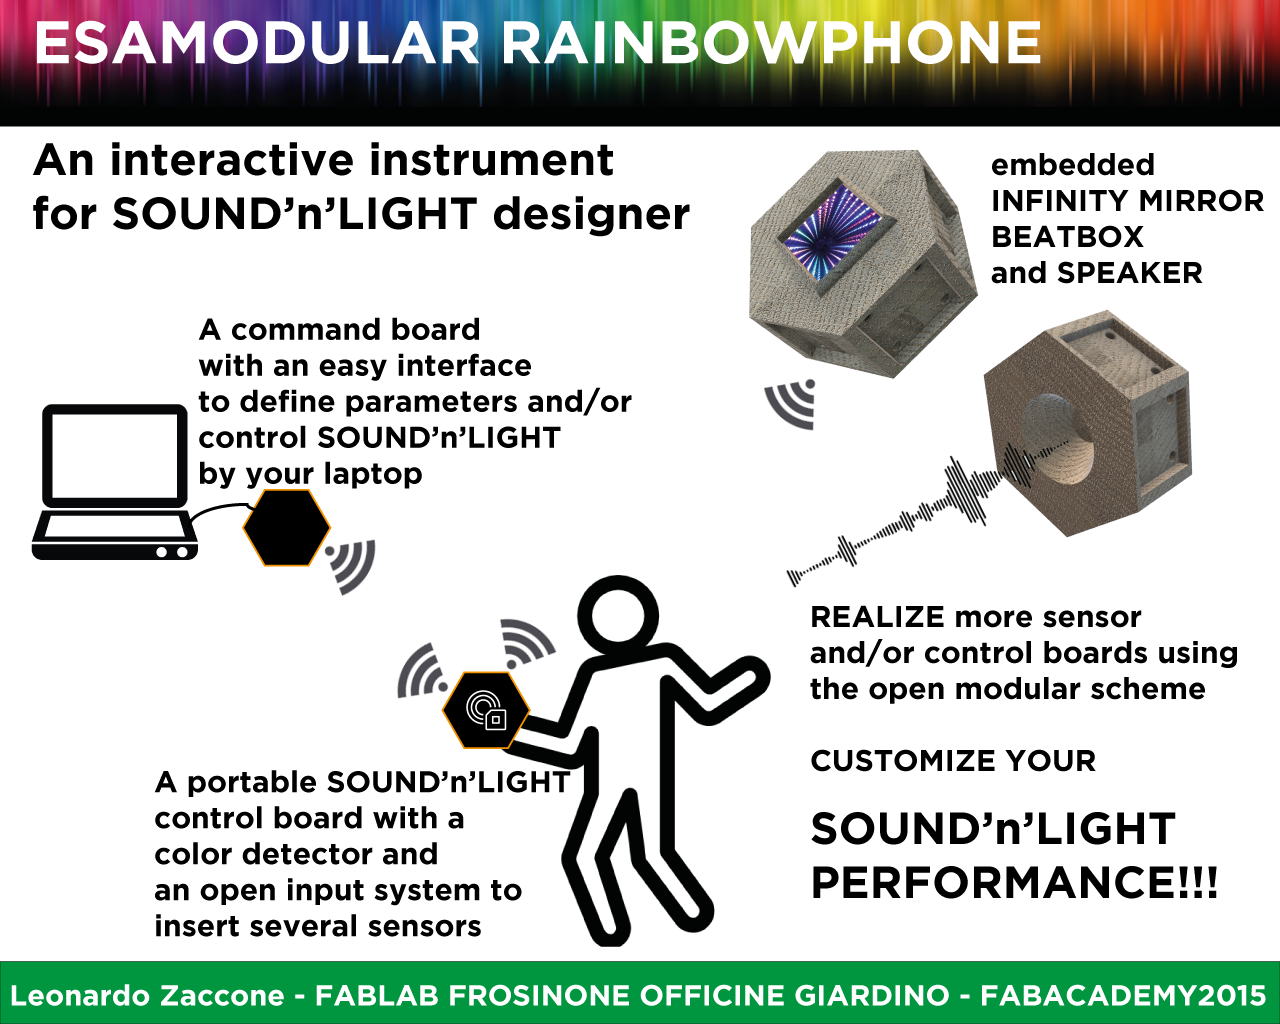 ESAMODULAR RAINBOWPHONE
An interactive instrument
for SOUND’n’LIGHT designer
embedded
INFINITY MIRROR
BEATBOX
and SPEAKER
A command board
with an easy interface
to define parameters and/or
control SOUND’n’LIGHT
by your laptop
REALIZE more sensor
and/or control boards using
the open modular scheme
CUSTOMIZE YOUR
SOUND’n’LIGHT
PERFORMANCE!!!
A portable SOUND’n’LIGHT
control board with a
color detector and
an open input system to
insert several sensors
Leonardo Zaccone - FABLAB FROSINONE OFFICINE GIARDINO - FABACADEMY2015